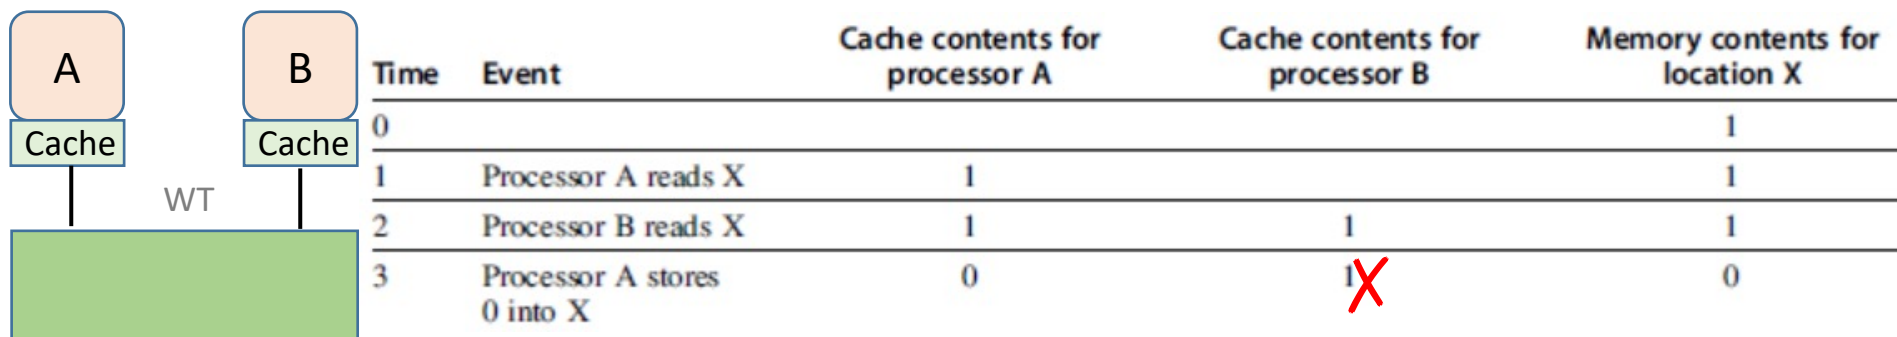 A
B
Cache
Cache
WT
Time Event Cache contents for processor A Cache contents for processor B Memory contents for location X
0 1
1 Processor A reads X 1 1
2 Processor B reads X 1 1 1
3 Processor A stores 0 into X 0 1 0